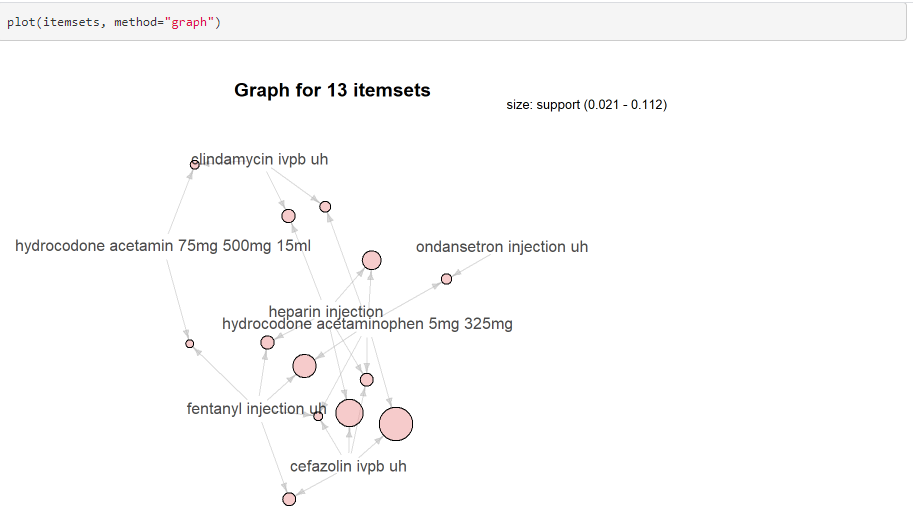 plot(itemsets, method="graph")
Graph for 13 itemsets
size: support (0.021 - 0.112)
clindamycin ivpb uh
hydrocodone acetamin 75mg 500mg 15ml
ondansetron injection uh
heparin injection
hydrocodone acetaminophen 5mg 325mg
fentanyl injection uh
cefazolin ivpb uh